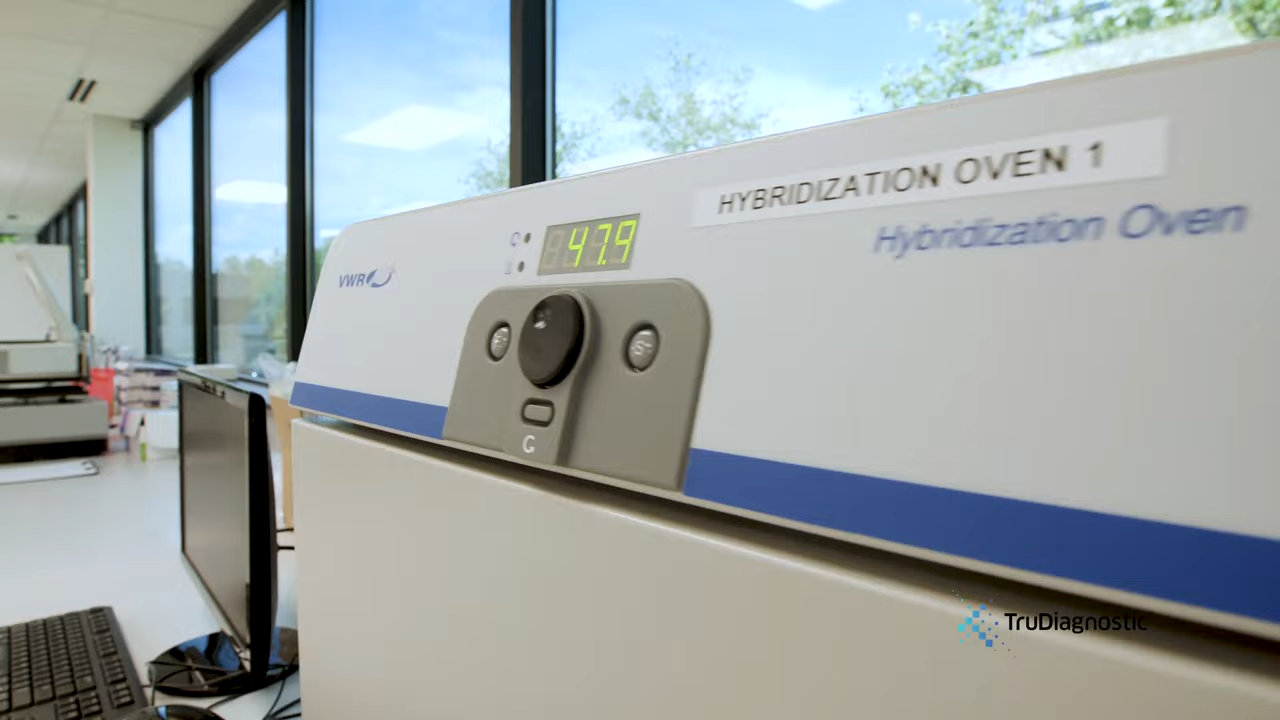 HYBRIDIZATION OVEN 1
Hybridization Oven
47.9
VWR
TruDiagnostic